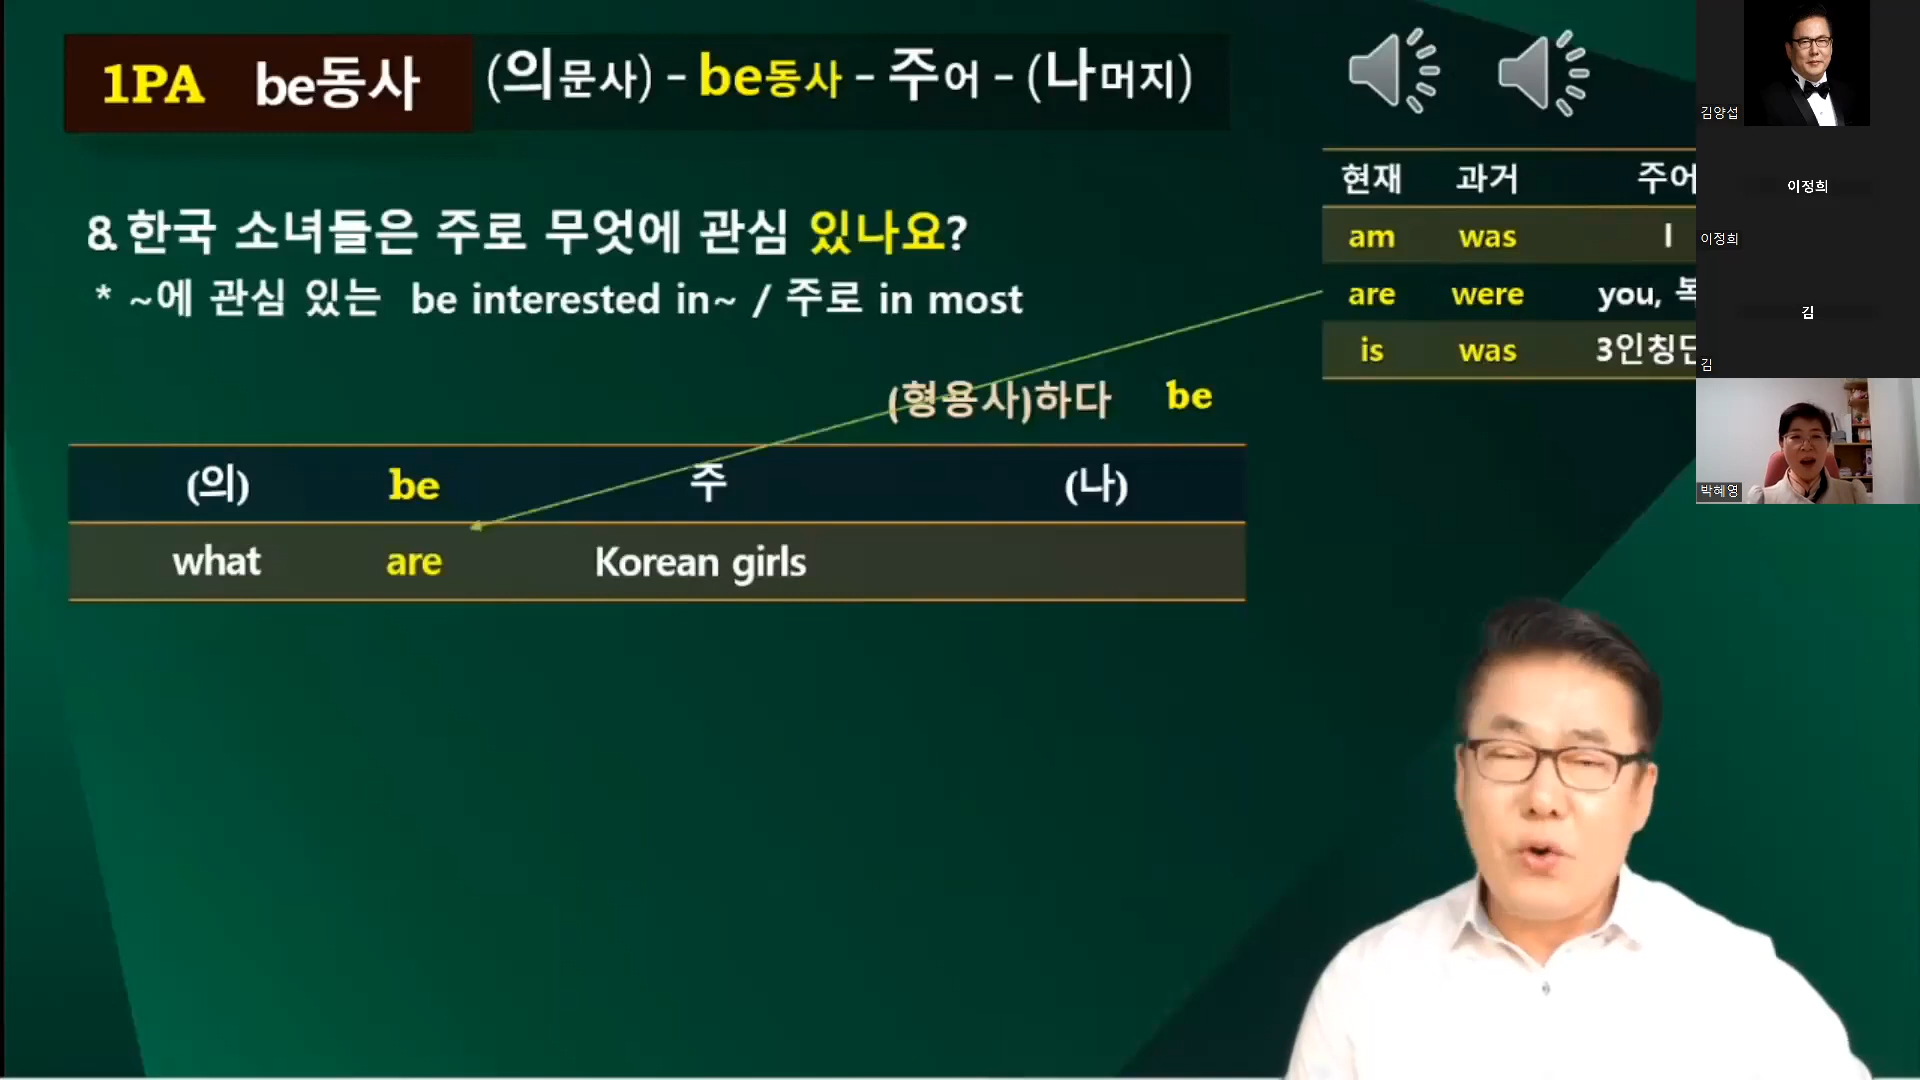 1PA be동사 (의문사) - be동사 - 주어 - (나머지)
8. 한국 소녀들은 주로 무엇에 관심 있나요?
* ~에 관심 있는 be interested in~ / 주로 in most
(형용사)하다 be
(의) be 주 (나)
what are Korean girls
현재 과거 주어
am was I
are were you,
is was 3인칭
김양섭
이정희
이정희
김
김
박혜영